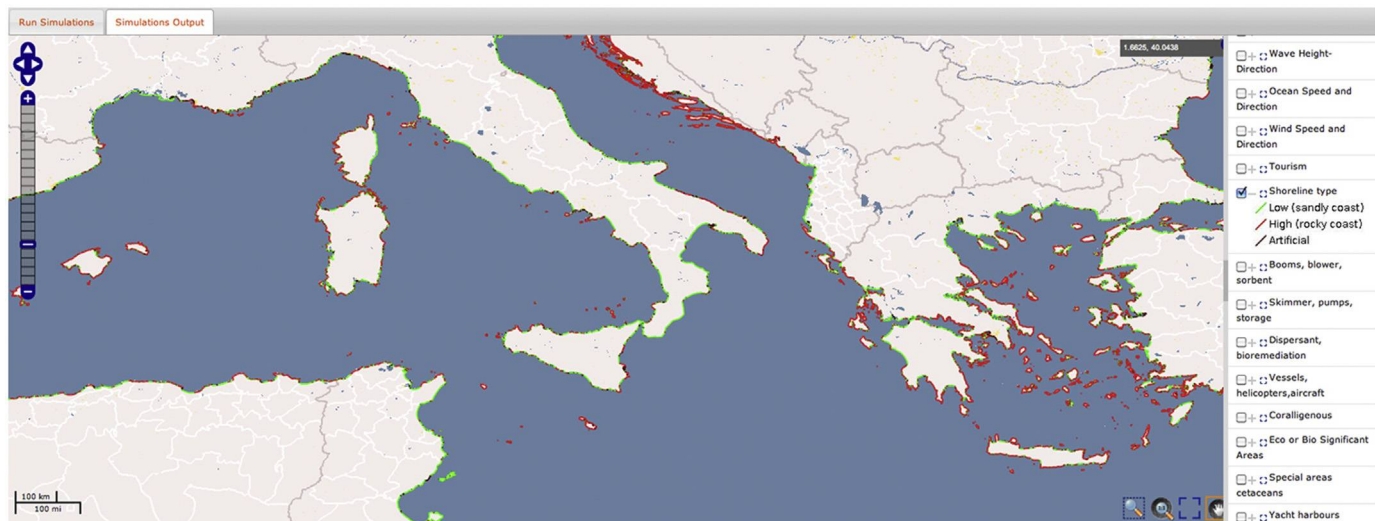 Run Simulations
Simulations Output
1.6625, 40.0438
Wave Height-
Direction
Ocean Speed and
Direction
Wind Speed and
Direction
Tourism
Shoreline type
Low (sandly coast)
High (rocky coast)
Artificial
Booms, blower,
sorbent
Skimmer, pumps,
storage
Dispersant,
bioremediation
Vessels,
helicopters,aircraft
Coralligenous
Eco or Bio Significant
Areas
Special areas
cetaceans
Yacht harbours
100 km
100 mi